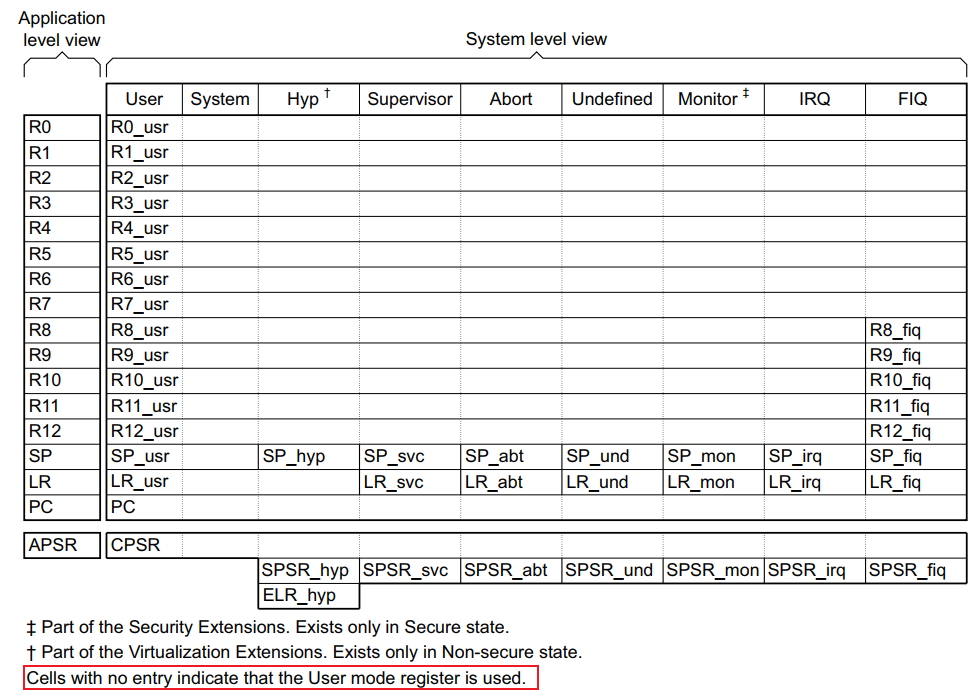 Application
level view
System level view
User System Hyp † Supervisor Abort Undefined Monitor ‡ IRQ FIQ
R0 R0_usr
R1 R1_usr
R2 R2_usr
R3 R3_usr
R4 R4_usr
R5 R5_usr
R6 R6_usr
R7 R7_usr
R8 R8_usr R8_fiq
R9 R9_usr R9_fiq
R10 R10_usr R10_fiq
R11 R11_usr R11_fiq
R12 R12_usr R12_fiq
SP SP_usr SP_hyp SP_svc SP_abt SP_und SP_mon SP_irq SP_fiq
LR LR_usr LR_svc LR_abt LR_und LR_mon LR_irq LR_fiq
PC PC
APSR CPSR
SPSR_hyp SPSR_svc SPSR_abt SPSR_und SPSR_mon SPSR_irq SPSR_fiq
ELR_hyp
‡ Part of the Security Extensions. Exists only in Secure state.
† Part of the Virtualization Extensions. Exists only in Non-secure state.
Cells with no entry indicate that the User mode register is used.